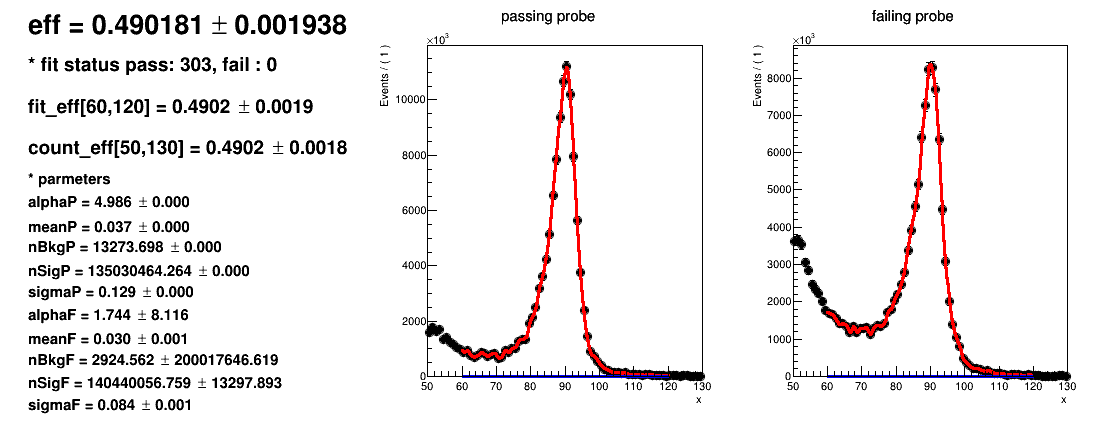 eff = 0.490181 ± 0.001938
* fit status pass: 303, fail : 0
fit_eff[60,120] = 0.4902 ± 0.0019
count_eff[50,130] = 0.4902 ± 0.0018
* parmeters
alphaP = 4.986 ± 0.000
meanP = 0.037 ± 0.000
nBkgP = 13273.698 ± 0.000
nSigP = 135030464.264 ± 0.000
sigmaP = 0.129 ± 0.000
alphaF = 1.744 ± 8.116
meanF = 0.030 ± 0.001
nBkgF = 2924.562 ± 200017646.619
nSigF = 140440056.759 ± 13297.893
sigmaF = 0.084 ± 0.001
passing probe
×10³
Events / ( 1 )
10000
8000
6000
4000
2000
0
50 60 70 80 90 100 110 120 130
x
failing probe
×10³
Events / ( 1 )
8000
7000
6000
5000
4000
3000
2000
1000
0
50 60 70 80 90 100 110 120 130
x